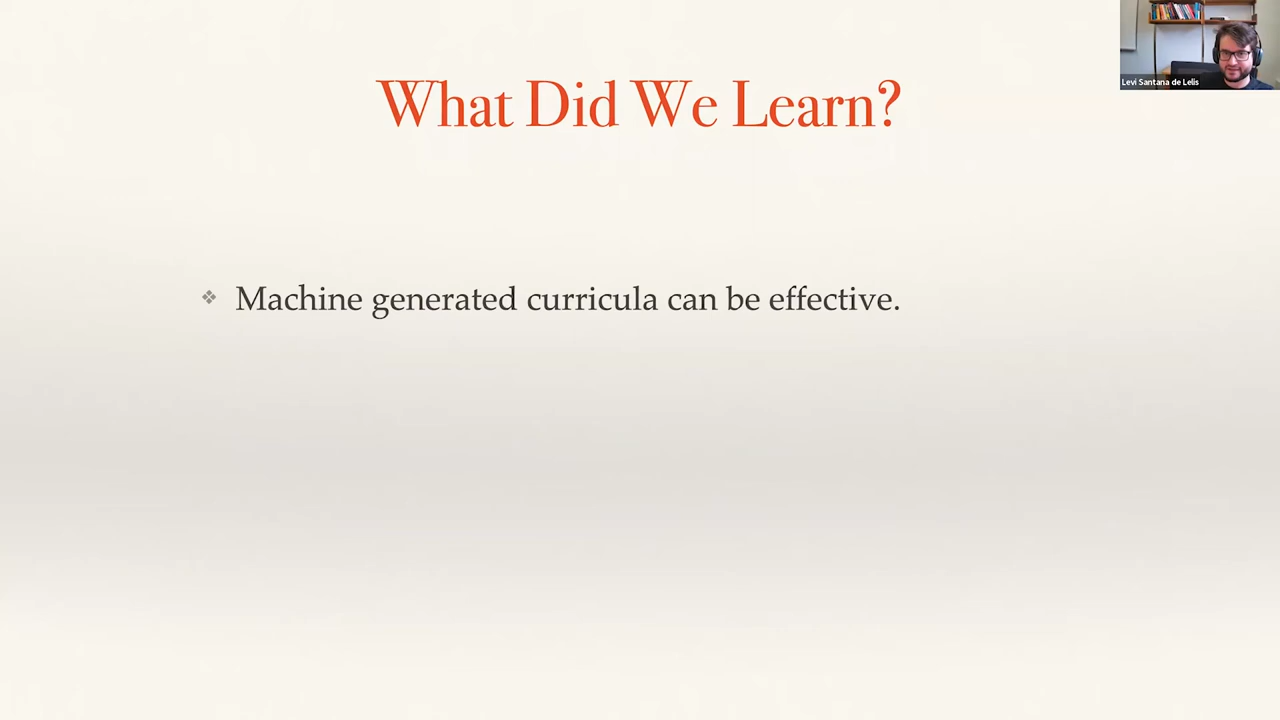 What Did We Learn?
Levi Santana de Lelis
Machine generated curricula can be effective.